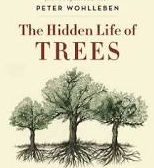 PETER WOHLLEBEN
The Hidden Life of
TREES